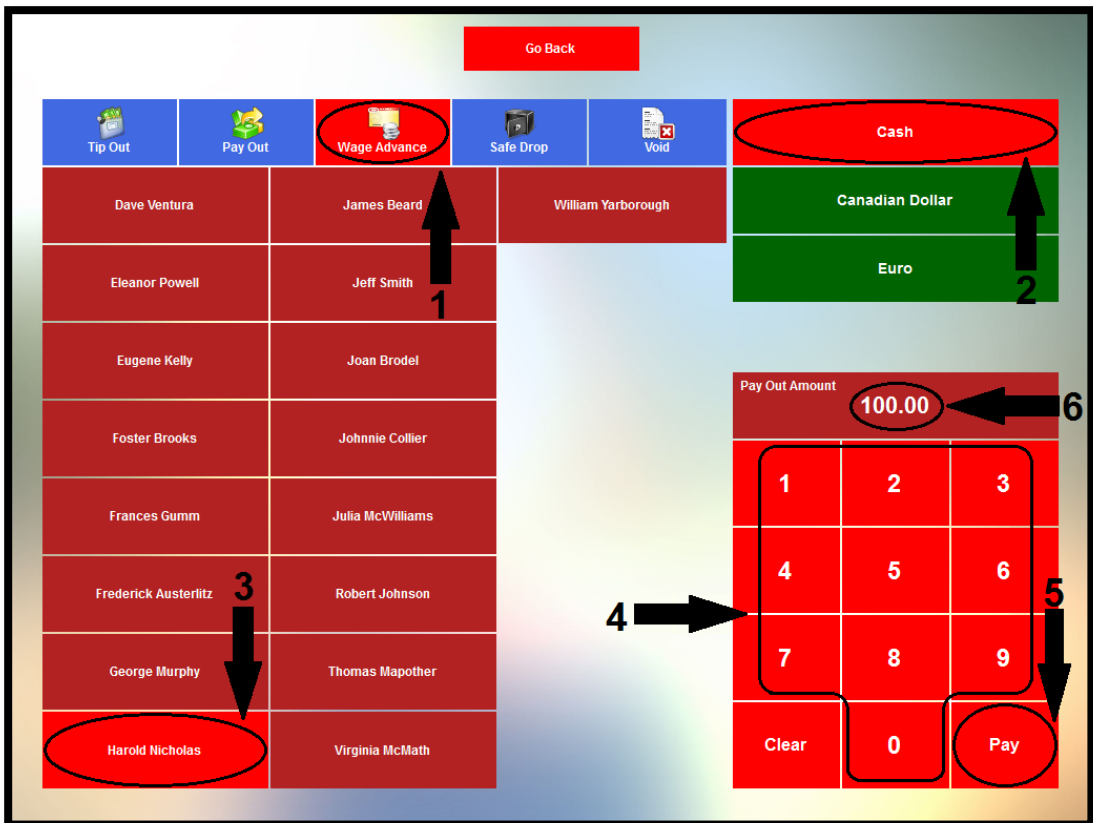 Go Back
Tip Out
Pay Out
Wage Advance
Safe Drop
Void
Cash
Dave Ventura
James Beard
William Yarborough
Canadian Dollar
Eleanor Powell
Jeff Smith
1
Euro
2
Eugene Kelly
Joan Brodel
Pay Out Amount
100.00
6
Foster Brooks
Johnnie Collier
1
2
3
Frances Gumm
Julia McWilliams
4
5
6
Frederick Austerlitz
3
Robert Johnson
4
5
George Murphy
Thomas Mapother
7
8
9
Harold Nicholas
Virginia McMath
Clear
0
Pay